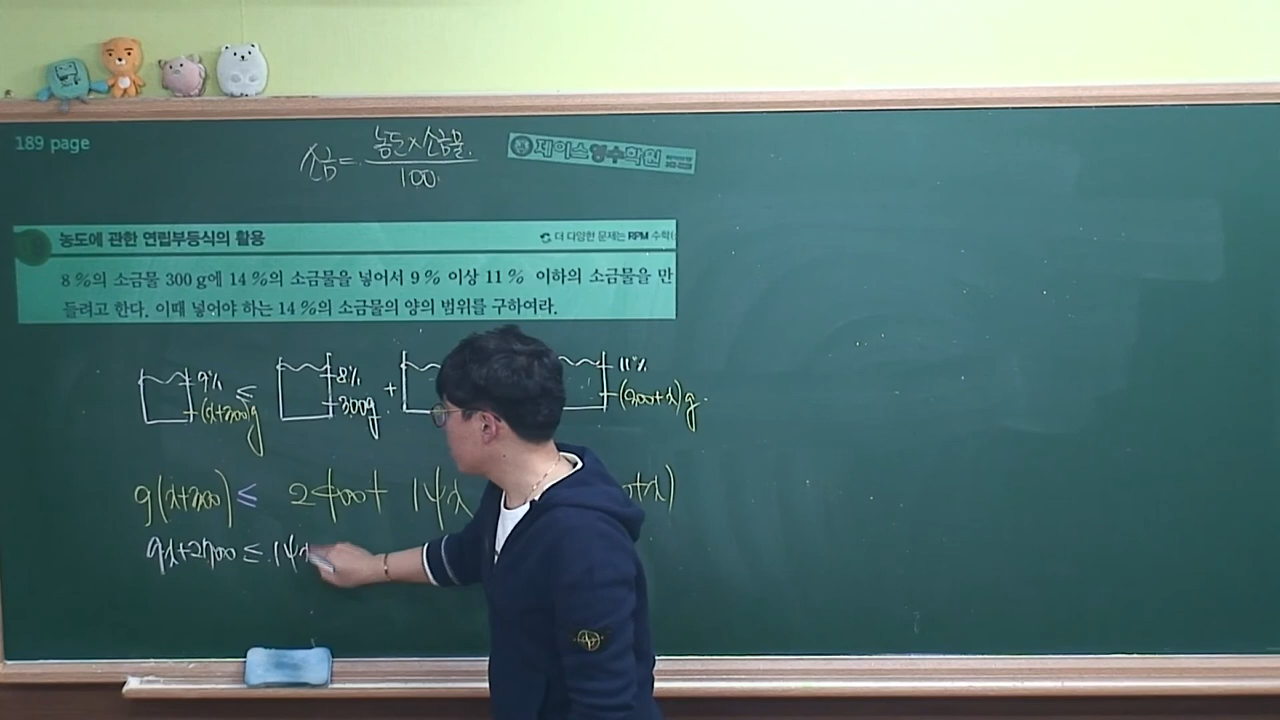 189 page
소금 = 농도×소금물 / 100
제이스영수학원
농도에 관한 연립부등식의 활용
더 다양한 문제는 RPM 수학(
8 %의 소금물 300 g에 14 %의 소금물을 넣어서 9 % 이상 11 % 이하의 소금물을 만
들려고 한다. 이때 넣어야 하는 14 %의 소금물의 양의 범위를 구하여라.
9% ≤ 8% + 11%
(x+300)g 300g (300+x)g
9(x+300) ≤ 2400+ 14x 0+x)
9x+2700 ≤ 14x